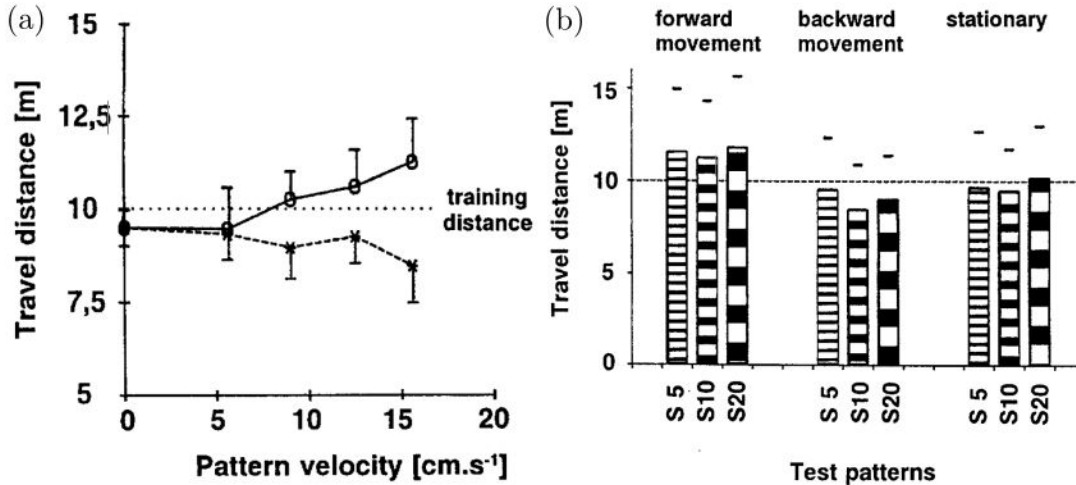 (a)
15
12,5
10
7,5
5
Travel distance [m]
training
distance
0
5
10
15
20
Pattern velocity [cm.s-1]
(b)
forward
movement
backward
movement
stationary
15
10
5
0
Travel distance [m]
S 5
S10
S20
S 5
S10
S20
S 5
S10
S20
Test patterns